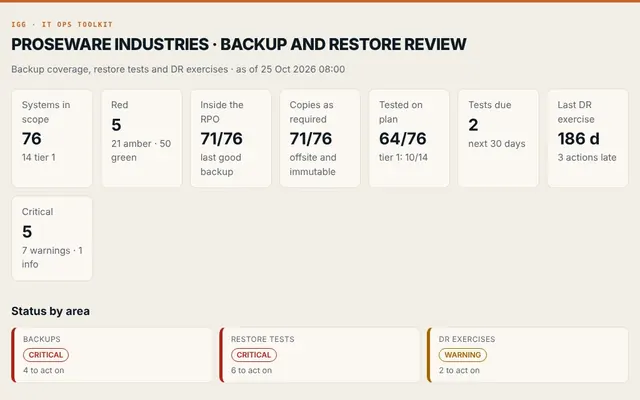 IGG · IT OPS TOOLKIT
PROSEWARE INDUSTRIES · BACKUP AND RESTORE REVIEW
Backup coverage, restore tests and DR exercises · as of 25 Oct 2026 08:00
Systems in scope
76
14 tier 1
Red
5
21 amber · 50 green
Inside the RPO
71/76
last good backup
Copies as required
71/76
offsite and immutable
Tested on plan
64/76
tier 1: 10/14
Tests due
2
next 30 days
Last DR exercise
186 d
3 actions late
Critical
5
7 warnings · 1 info
Status by area
BACKUPS
CRITICAL
4 to act on
RESTORE TESTS
CRITICAL
6 to act on
DR EXERCISES
WARNING
2 to act on